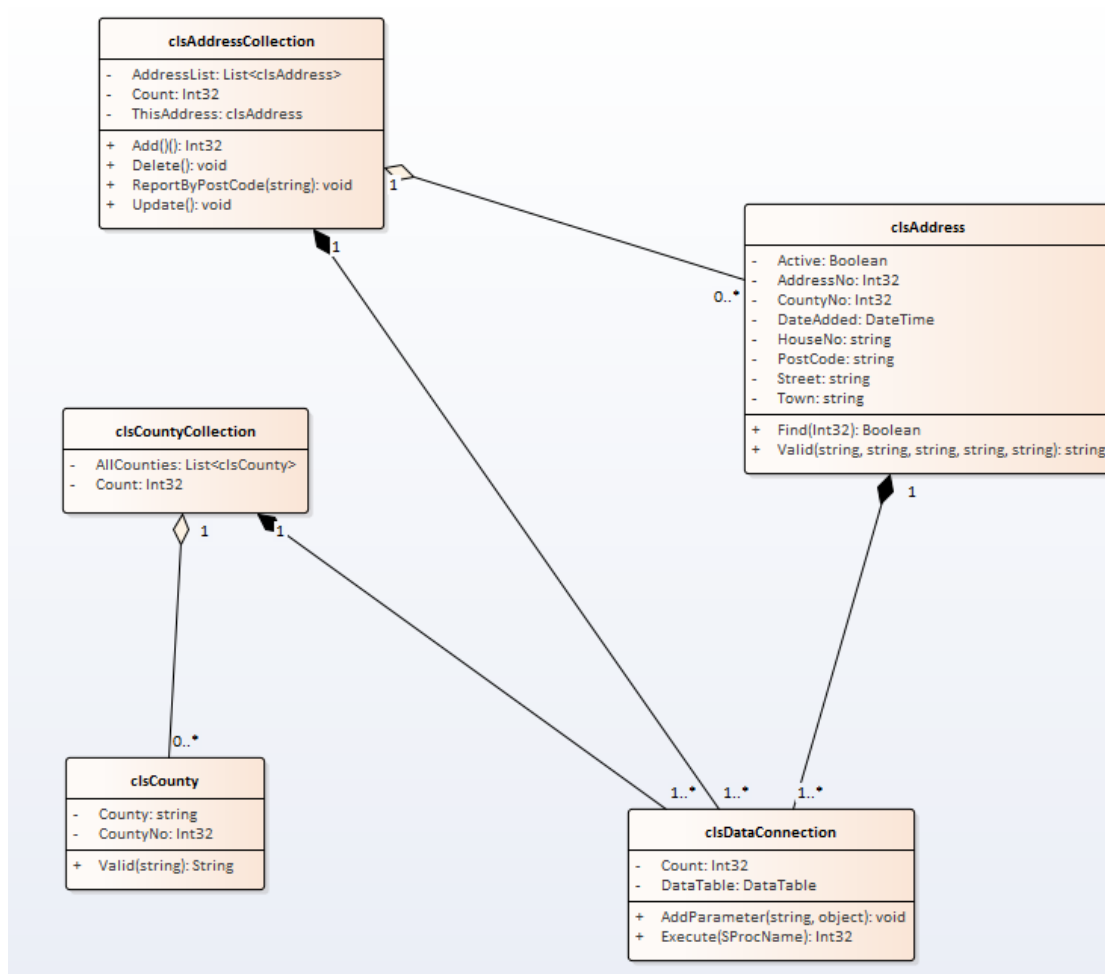 clsAddressCollection
- AddressList: List<clsAddress>
- Count: Int32
- ThisAddress: clsAddress
+ Add()(): Int32
+ Delete(): void
+ ReportByPostCode(string): void
+ Update(): void
1
1
0..*
clsAddress
- Active: Boolean
- AddressNo: Int32
- CountyNo: Int32
- DateAdded: DateTime
- HouseNo: string
- PostCode: string
- Street: string
- Town: string
+ Find(Int32): Boolean
+ Valid(string, string, string, string, string): string
1
clsCountyCollection
- AllCounties: List<clsCounty>
- Count: Int32
1
1
0..*
clsCounty
- County: string
- CountyNo: Int32
+ Valid(string): String
1..*
1..*
1..*
clsDataConnection
- Count: Int32
- DataTable: DataTable
+ AddParameter(string, object): void
+ Execute(SProcName): Int32